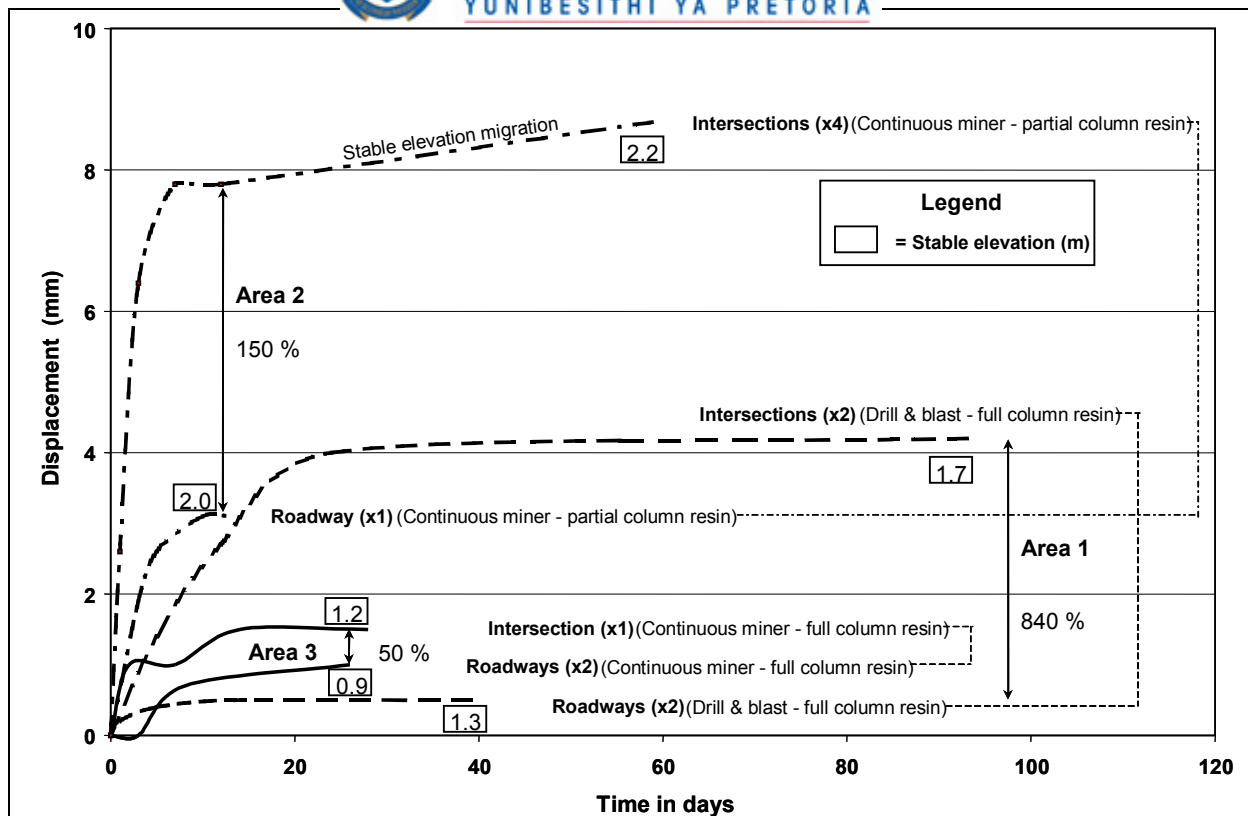 YUNIBESITHI YA PRETORIA
10
Stable elevation migration
Intersections (x4) (Continuous miner - partial column resin)
2.2
8
Legend
= Stable elevation (m)
Area 2
150 %
6
Displacement (mm)
Intersections (x2) (Drill & blast - full column resin)
4
1.7
2.0
Roadway (x1) (Continuous miner - partial column resin)
Area 1
840 %
2
1.2
Intersection (x1) (Continuous miner - full column resin)
Area 3
50 %
Roadways (x2) (Continuous miner - full column resin)
0.9
Roadways (x2) (Drill & blast - full column resin)
1.3
0
0 20 40 60 80 100 120
Time in days